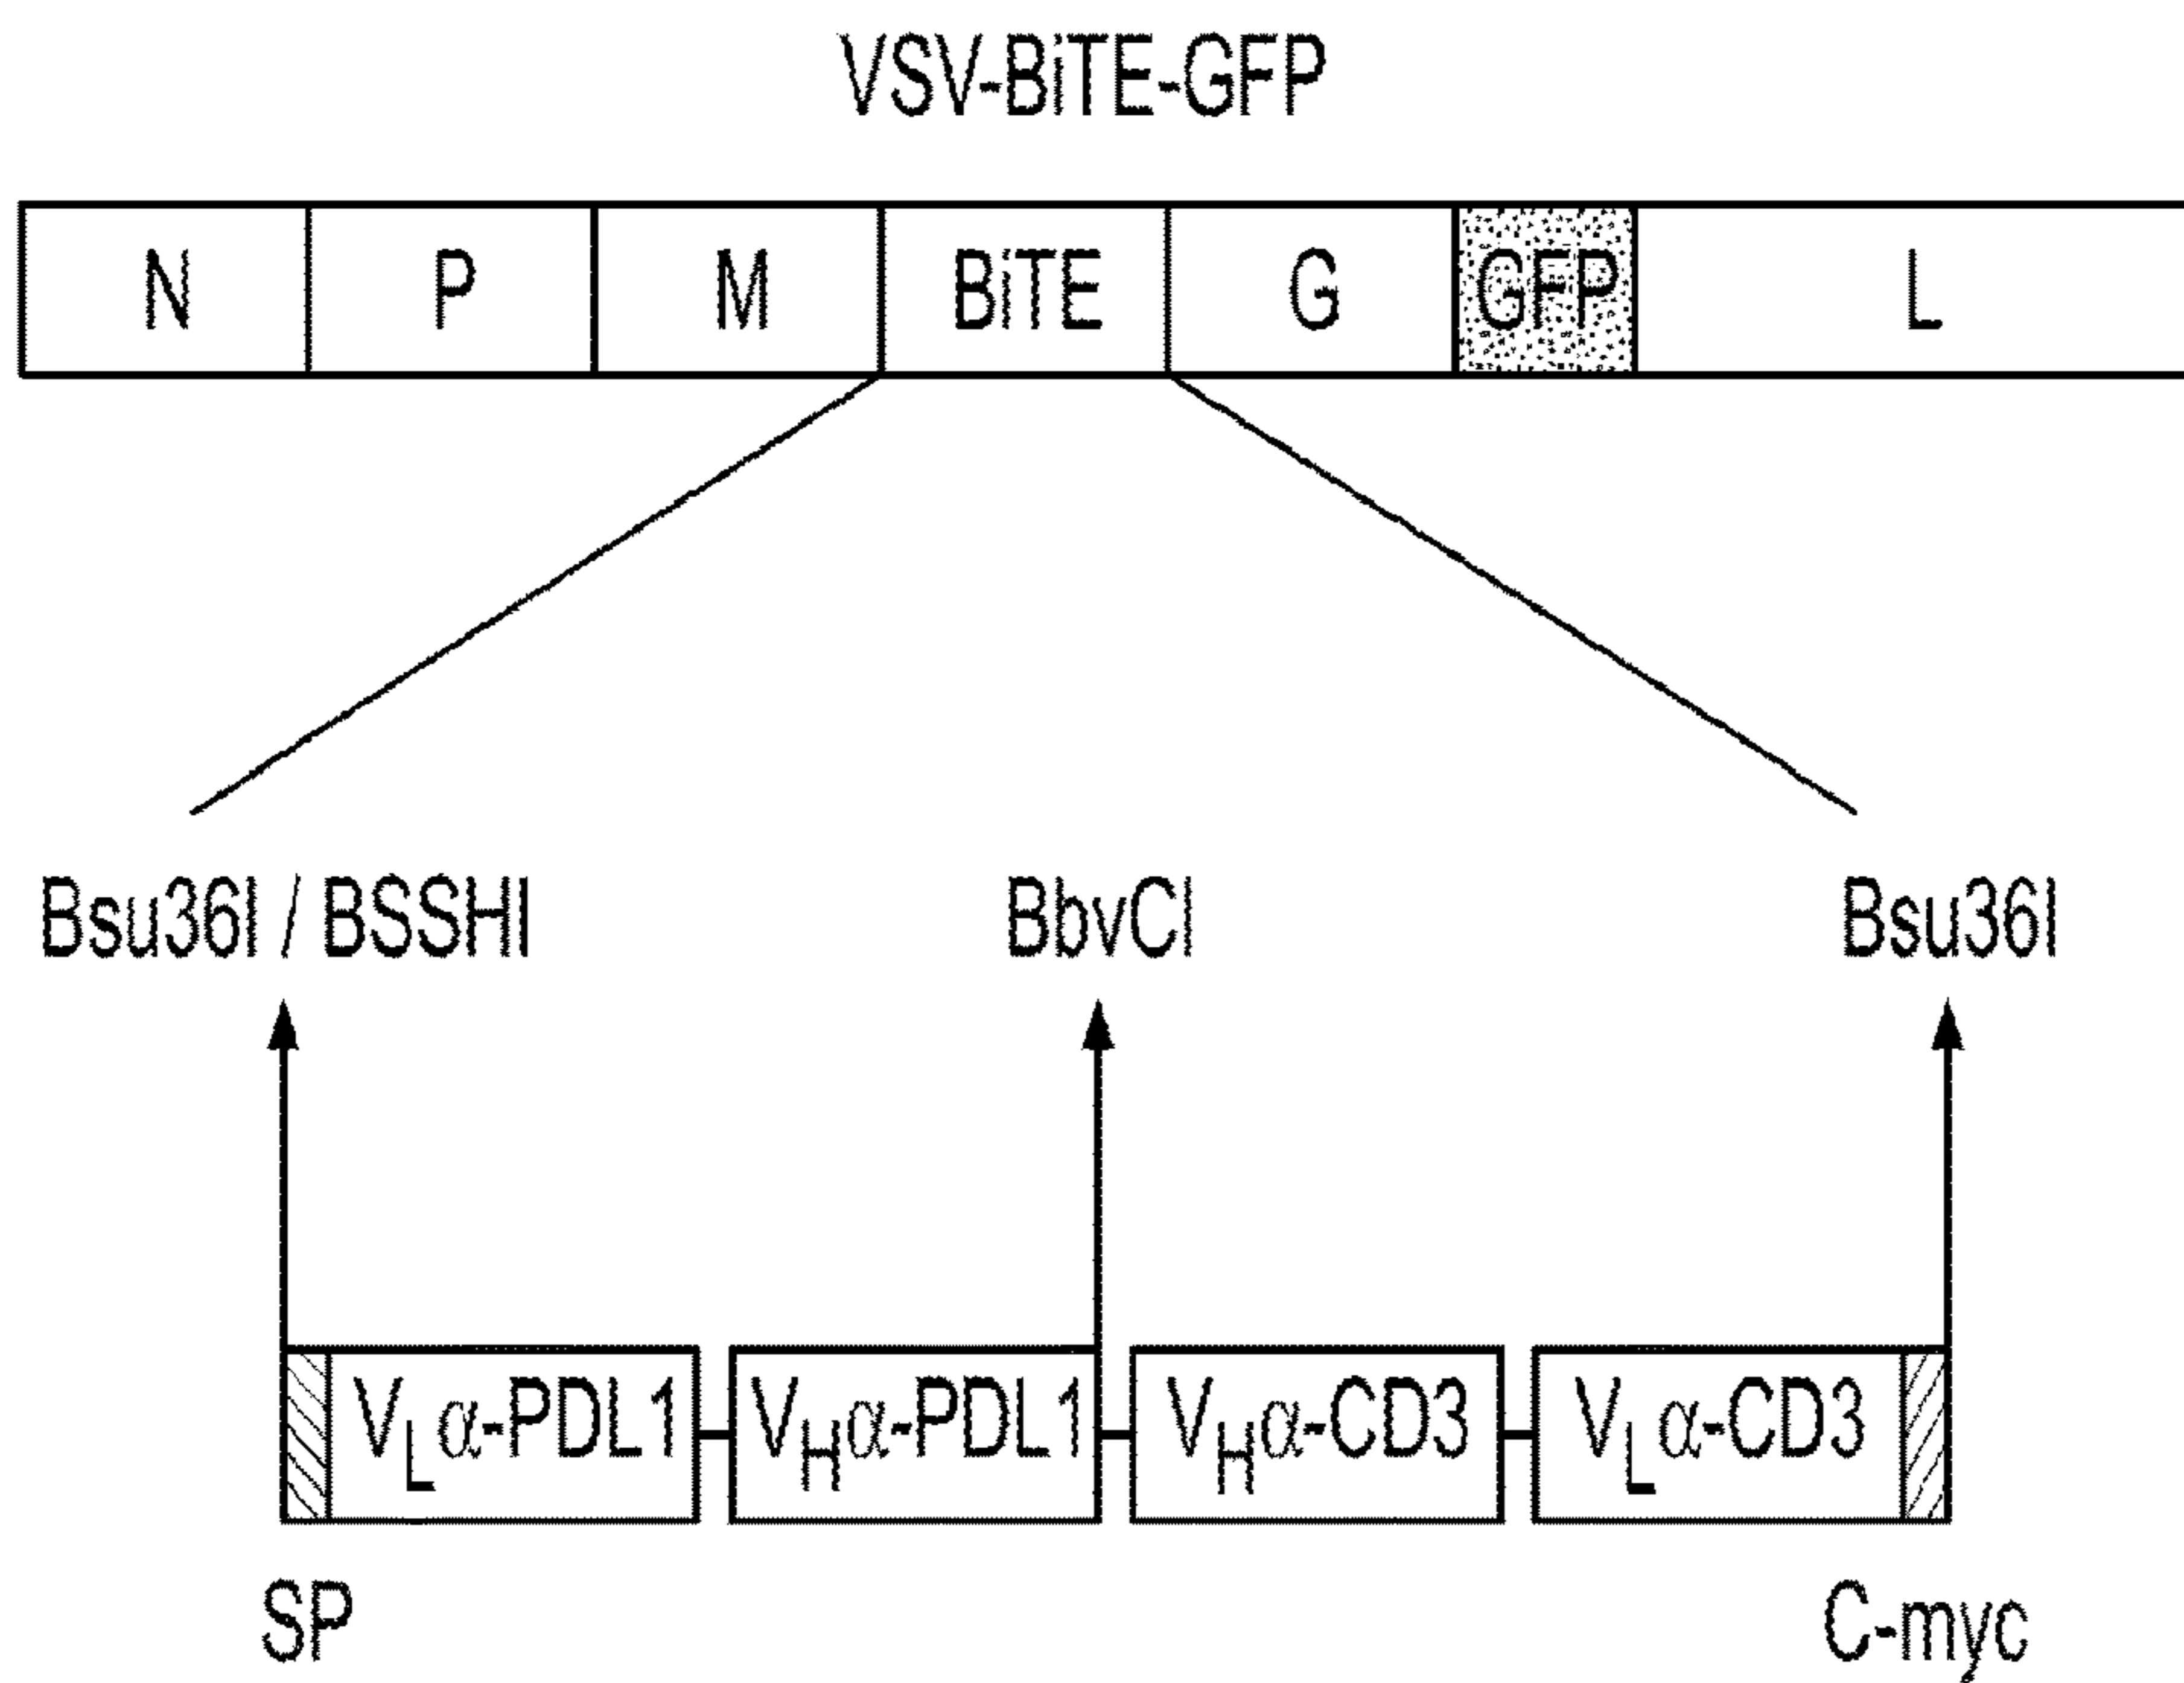 VSV-BiTE-GFP
N P M BiTE G GFP L
Bsu36I / BSSHI BbvCI Bsu36I
VLα-PDL1 VHα-PDL1 VHα-CD3 VLα-CD3
SP C-myc